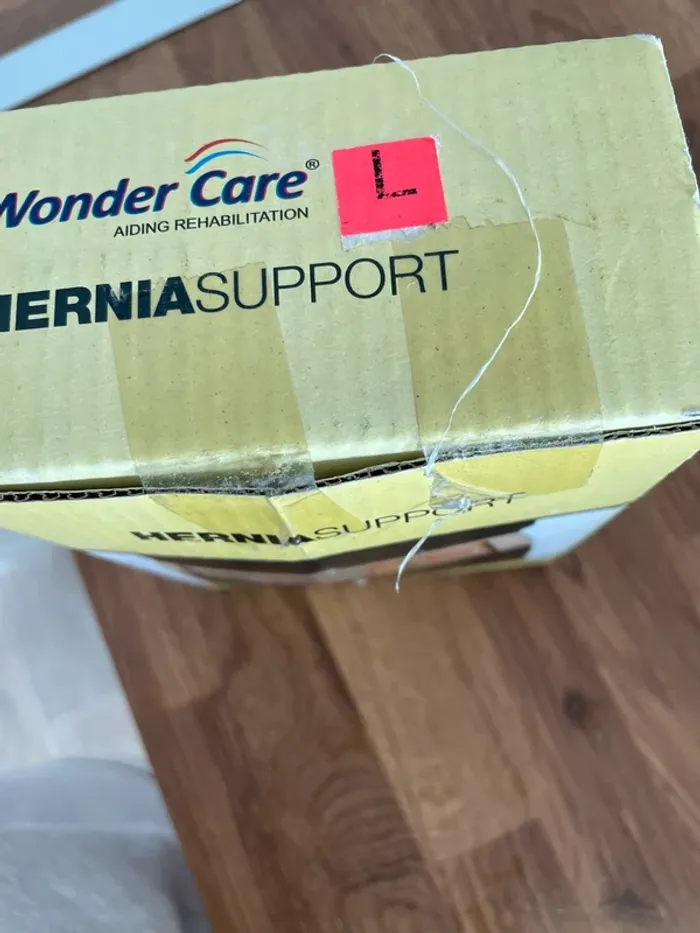 Wonder Care®
L
AIDING REHABILITATION
HERNIASUPPORT
HERNIASUPPORT